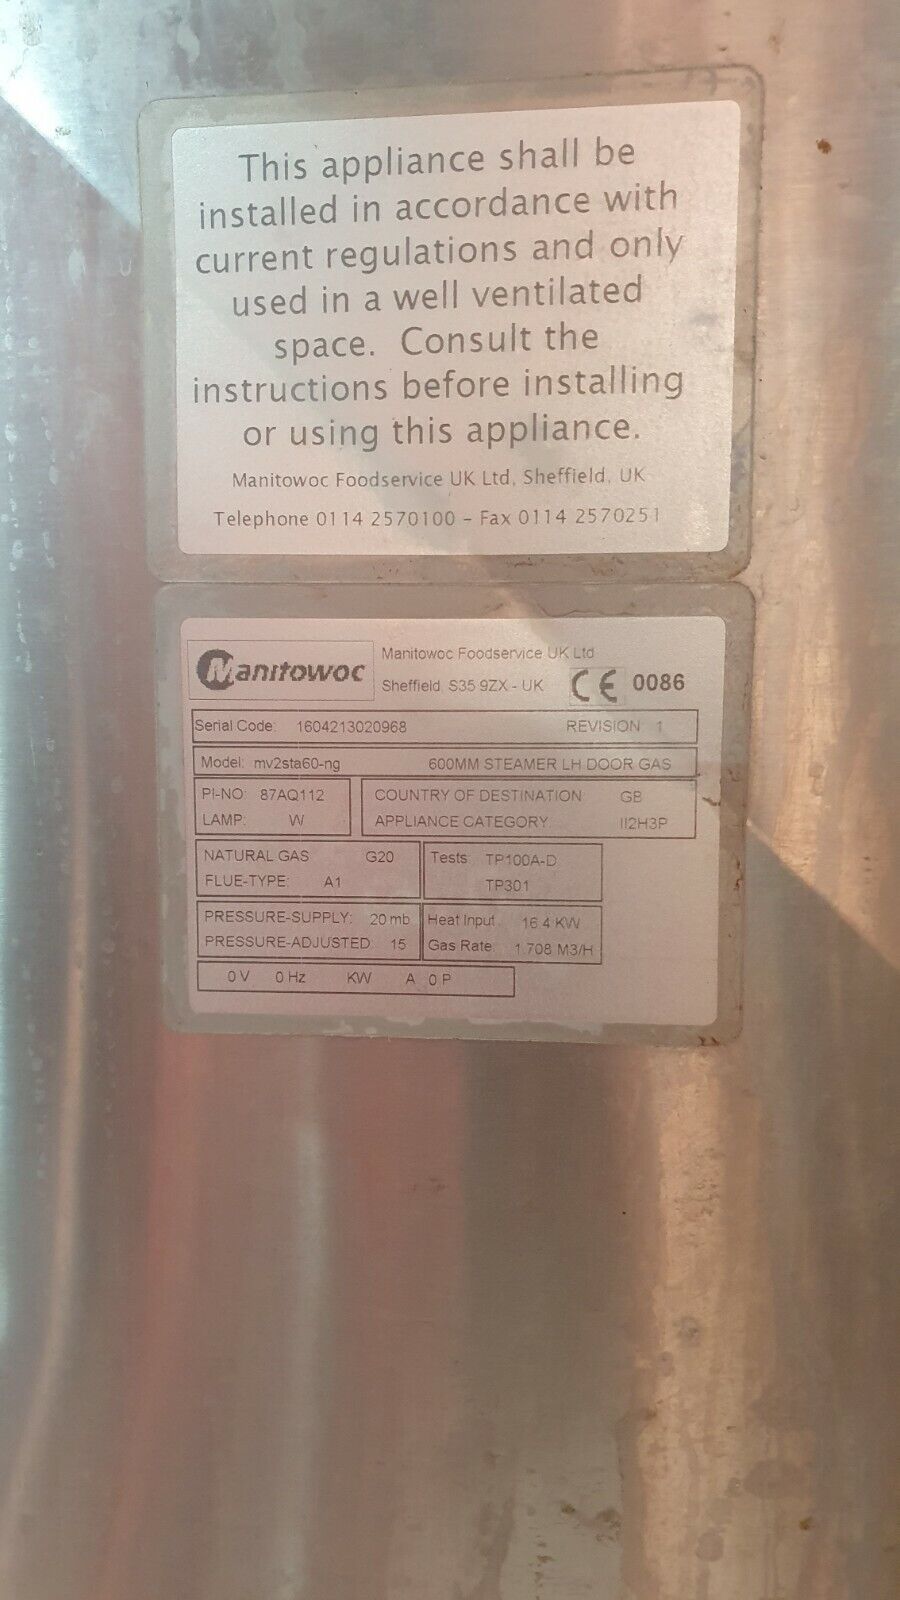 This appliance shall be
installed in accordance with
current regulations and only
used in a well ventilated
space. Consult the
instructions before installing
or using this appliance.
Manitowoc Foodservice UK Ltd, Sheffield, UK
Telephone 0114 2570100 – Fax 0114 2570251
Manitowoc
Manitowoc Foodservice UK Ltd
Sheffield, S35 9ZX - UK CE 0086
Serial Code: 1604213020968 REVISION 1
Model: mv2sta60-ng 600MM STEAMER LH DOOR GAS
PI-NO: 87AQ112 COUNTRY OF DESTINATION: GB
LAMP: W APPLIANCE CATEGORY: II2H3P
NATURAL GAS G20 Tests: TP100A-D
FLUE-TYPE: A1 TP301
PRESSURE-SUPPLY: 20 mb Heat Input: 16.4 KW
PRESSURE-ADJUSTED: 15 Gas Rate: 1.708 M3/H
0 V 0 Hz KW A 0 P